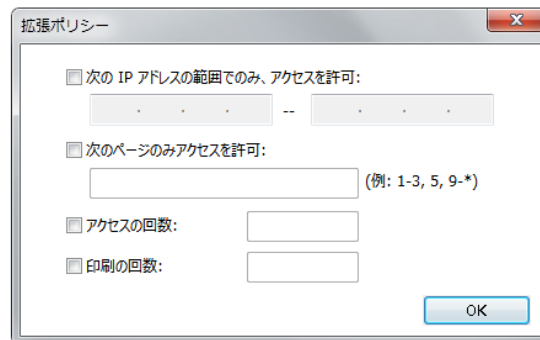 拡張ポリシー
次の IP アドレスの範囲でのみ、アクセスを許可:
. . . -- . . .
次のページのみアクセスを許可:
(例: 1-3, 5, 9-*)
アクセスの回数:
印刷の回数:
OK